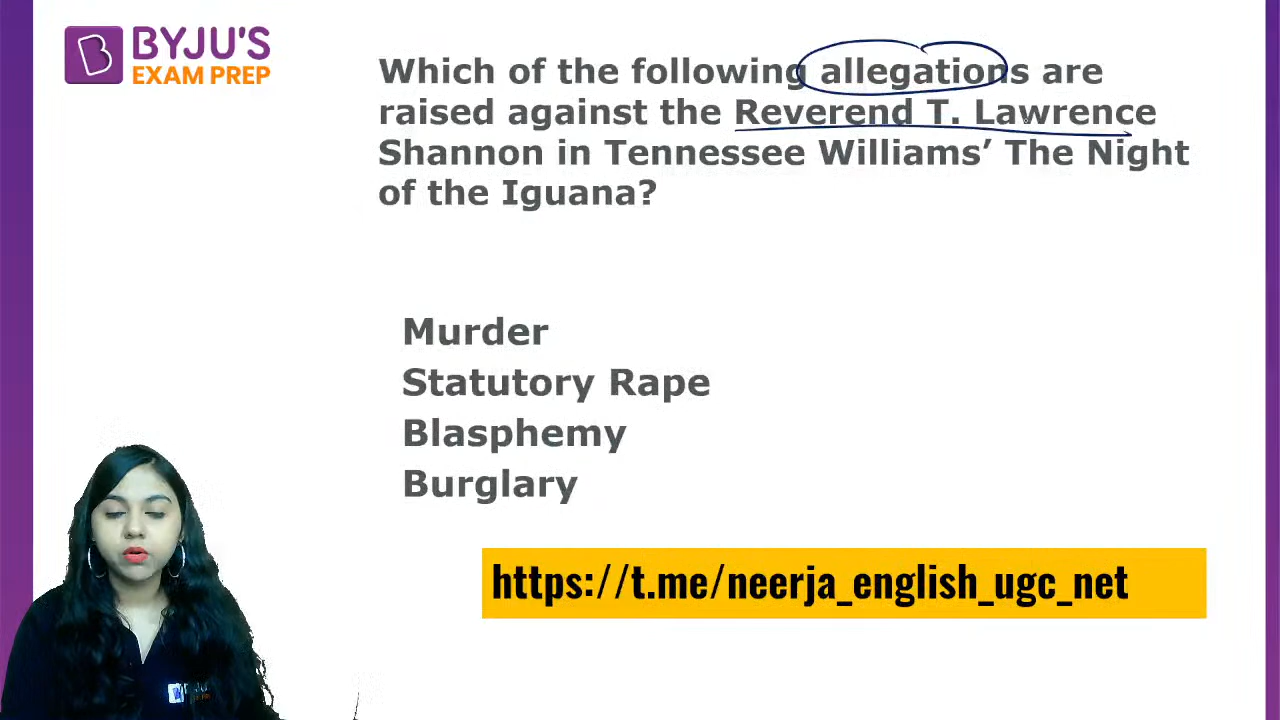 BYJU'S
EXAM PREP
Which of the following allegations are
raised against the Reverend T. Lawrence
Shannon in Tennessee Williams’ The Night
of the Iguana?
Murder
Statutory Rape
Blasphemy
Burglary
https://t.me/neerja_english_ugc_net